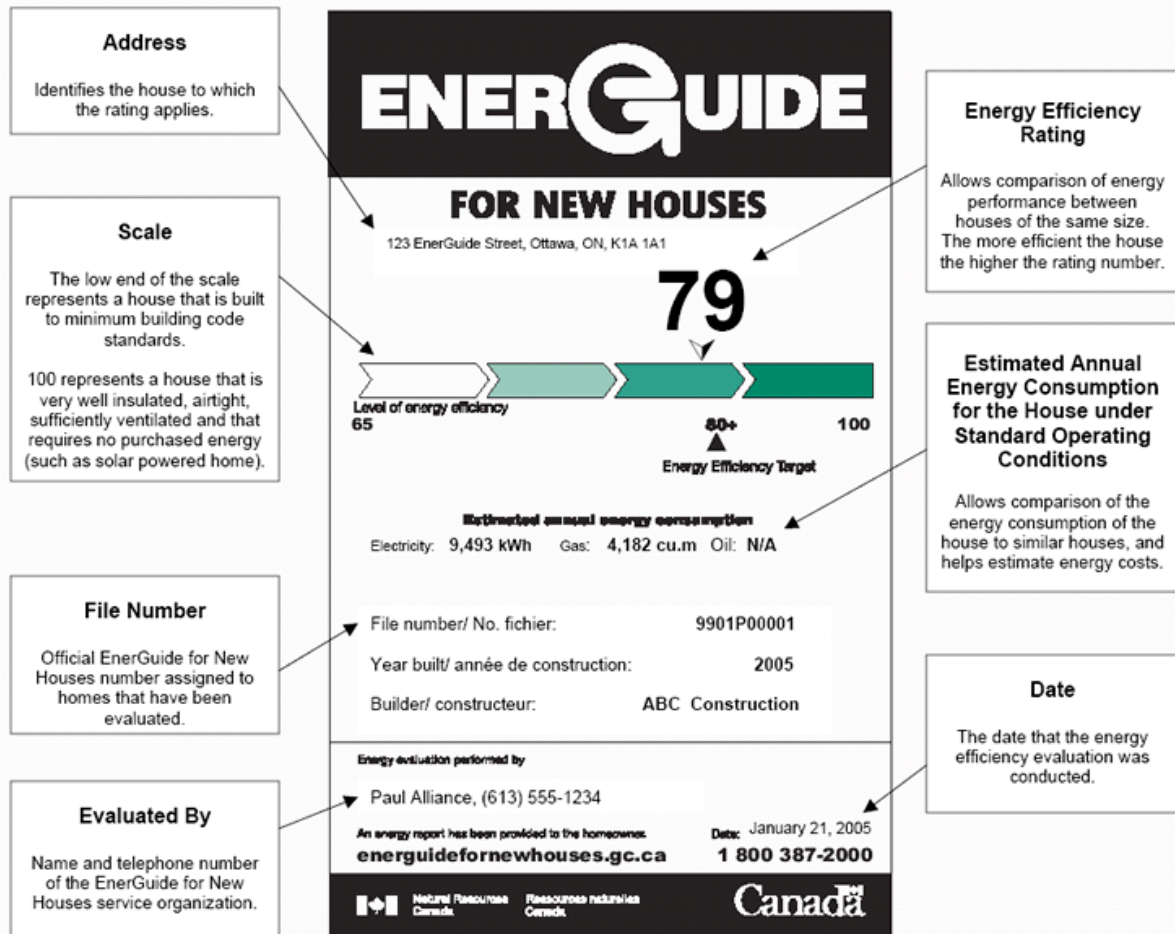 Address
Identifies the house to which
the rating applies.
Scale
The low end of the scale
represents a house that is built
to minimum building code
standards.
100 represents a house that is
very well insulated, airtight,
sufficiently ventilated and that
requires no purchased energy
(such as solar powered home).
File Number
Official EnerGuide for New
Houses number assigned to
homes that have been
evaluated.
Evaluated By
Name and telephone number
of the EnerGuide for New
Houses service organization.
ENERGUIDE
FOR NEW HOUSES
123 EnerGuide Street, Ottawa, ON, K1A 1A1
79
Level of energy efficiency
65 80+ 100
Energy Efficiency Target
Estimated annual energy consumption
Electricity: 9,493 kWh Gas: 4,182 cu.m Oil: N/A
File number/ No. fichier: 9901P00001
Year built/ année de construction: 2005
Builder/ constructeur: ABC Construction
Energy evaluation performed by
Paul Alliance, (613) 555-1234
An energy report has been provided to the homeowner. Date: January 21, 2005
energuidefornewhouses.gc.ca 1 800 387-2000
Natural Resources Ressources naturelles
Canada Canada
Canada
Energy Efficiency
Rating
Allows comparison of energy
performance between
houses of the same size.
The more efficient the house
the higher the rating number.
Estimated Annual
Energy Consumption
for the House under
Standard Operating
Conditions
Allows comparison of the
energy consumption of the
house to similar houses, and
helps estimate energy costs.
Date
The date that the energy
efficiency evaluation was
conducted.